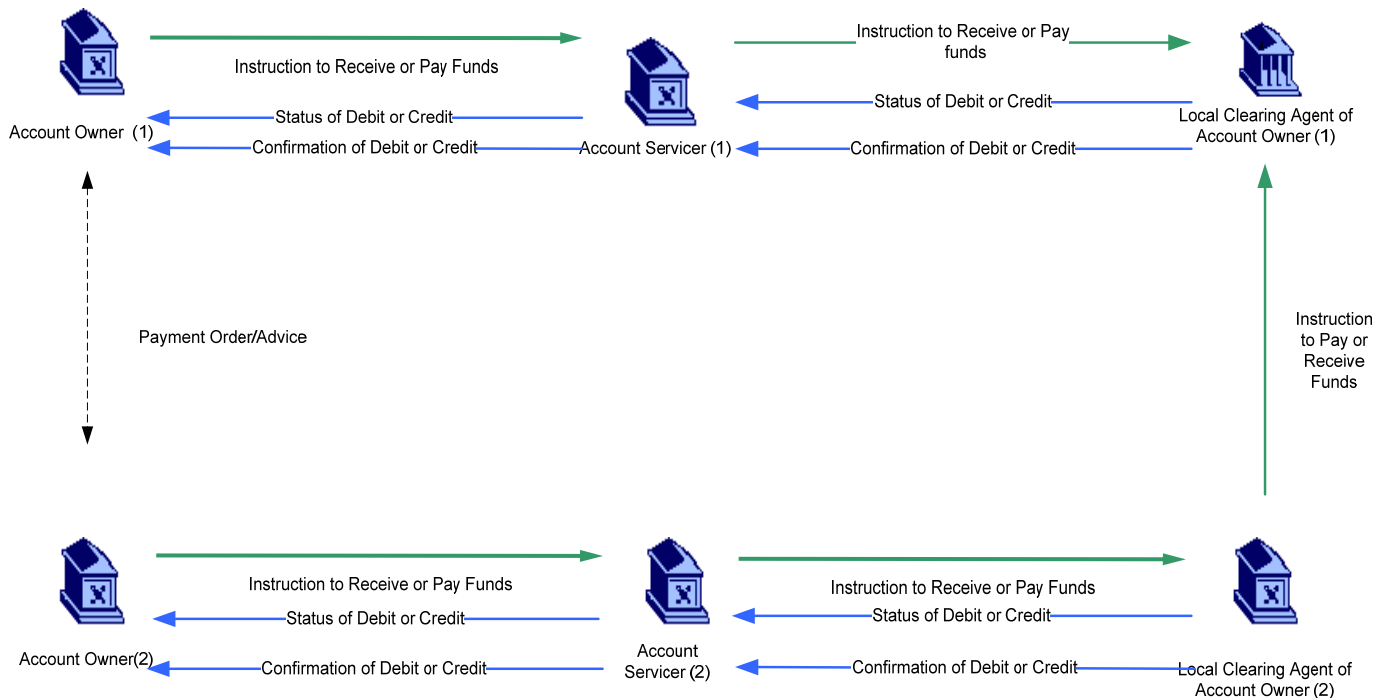 Instruction to Receive or Pay
funds
Instruction to Receive or Pay Funds
Status of Debit or Credit
Status of Debit or Credit
Local Clearing Agent of
Account Owner (1)
Account Owner (1)
Confirmation of Debit or Credit
Account Servicer (1)
Confirmation of Debit or Credit
Payment Order/Advice
Instruction
to Pay or
Receive
Funds
Instruction to Receive or Pay Funds
Instruction to Receive or Pay Funds
Status of Debit or Credit
Status of Debit or Credit
Account Owner(2)
Confirmation of Debit or Credit
Account
Servicer (2)
Confirmation of Debit or Credit
Local Clearing Agent of
Account Owner (2)